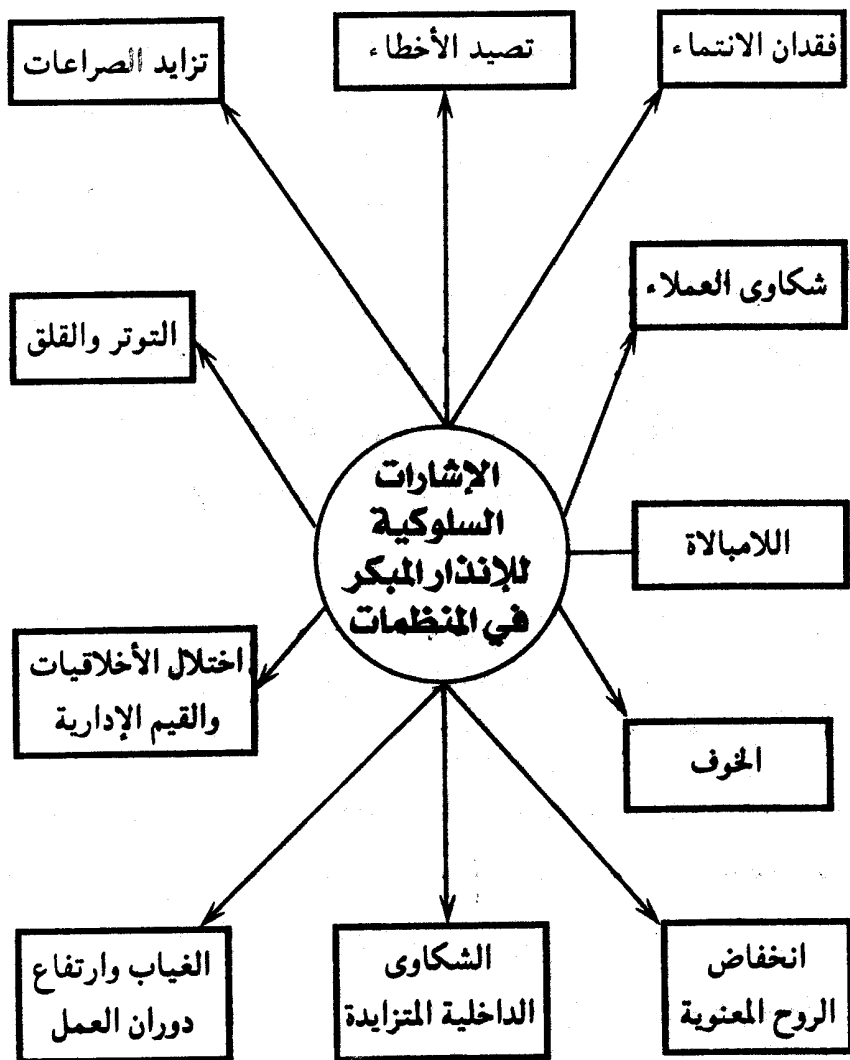 فقدان الانتماء
تصيد الأخطاء
تزايد الصراعات
شكاوى العملاء
التوتر والقلق
الإشارات
السلوكية
للإنذار المبكر
في المنظمات
اللامبالاة
اختلال الأخلاقيات
والقيم الإدارية
الخوف
انخفاض
الروح المعنوية
الشكاوى
الداخلية المتزايدة
الغياب وارتفاع
دوران العمل